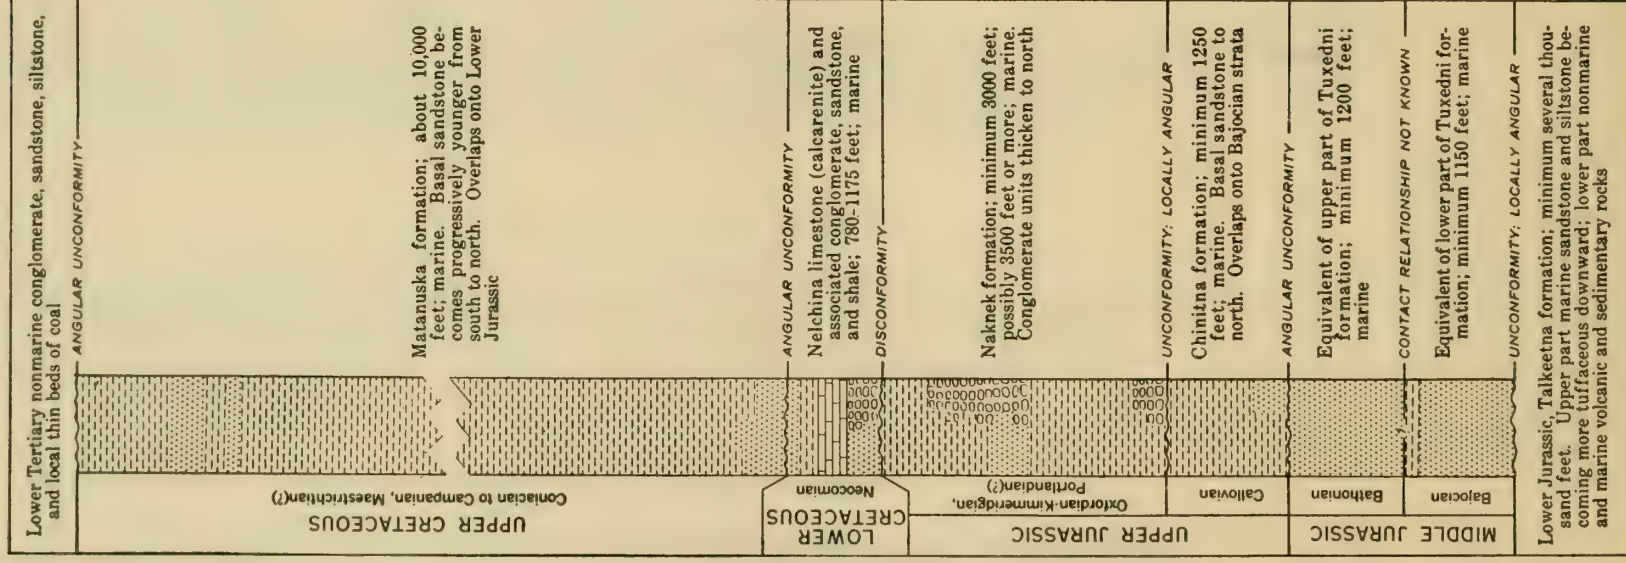 Lower Tertiary nonmarine conglomerate, sandstone, siltstone,
and local thin beds of coal
ANGULAR UNCONFORMITY
UPPER CRETACEOUS
Coniacian to Campanian, Maestrichtian(?)
Matanuska formation; about 10,000
feet; marine. Basal sandstone be-
comes progressively younger from
south to north. Overlaps onto Lower
Jurassic
ANGULAR UNCONFORMITY
LOWER
CRETACEOUS
Neocomian
Nelchina limestone (calcarenite) and
associated conglomerate, sandstone,
and shale; 780-1175 feet; marine
DISCONFORMITY
UPPER JURASSIC
Oxfordian-Kimmeridgian,
Portlandian(?)
Naknek formation; minimum 3000 feet;
possibly 3500 feet or more; marine.
Conglomerate units thicken to north
UNCONFORMITY; LOCALLY ANGULAR
Callovian
Chinitna formation; minimum 1250
feet; marine. Basal sandstone to
north. Overlaps onto Bajocian strata
ANGULAR UNCONFORMITY
MIDDLE JURASSIC
Bathonian
Equivalent of upper part of Tuxedni
formation; minimum 1200 feet;
marine
CONTACT RELATIONSHIP NOT KNOWN
Bajocian
Equivalent of lower part of Tuxedni for-
mation; minimum 1150 feet; marine
UNCONFORMITY; LOCALLY ANGULAR
Lower Jurassic, Talkeetna formation; minimum several thou-
sand feet. Upper part marine sandstone and siltstone be-
coming more tuffaceous downward; lower part nonmarine
and marine volcanic and sedimentary rocks